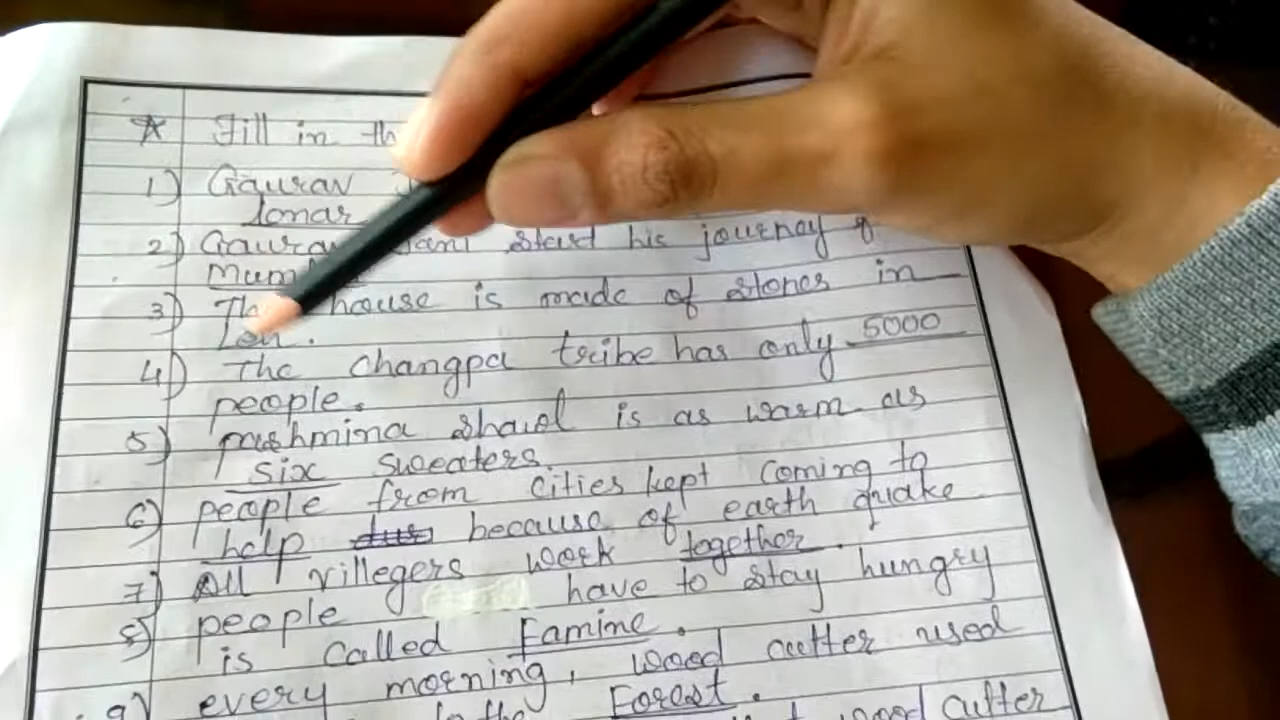 Fill in
1) Gaurav
Lonar
2) Gaurav Jani start his journey
3) house is made of stones in
Leh.
4) The Changpa tribe has only 5000
people.
5) pashmina shawl is as warm as
six sweaters.
6) people from cities kept coming to
help because of earth quake
7) All villegers work together.
8) people have to stay hungry
is called Famine.
9) every morning, wood cutter used
to the Forest.
wood cutter